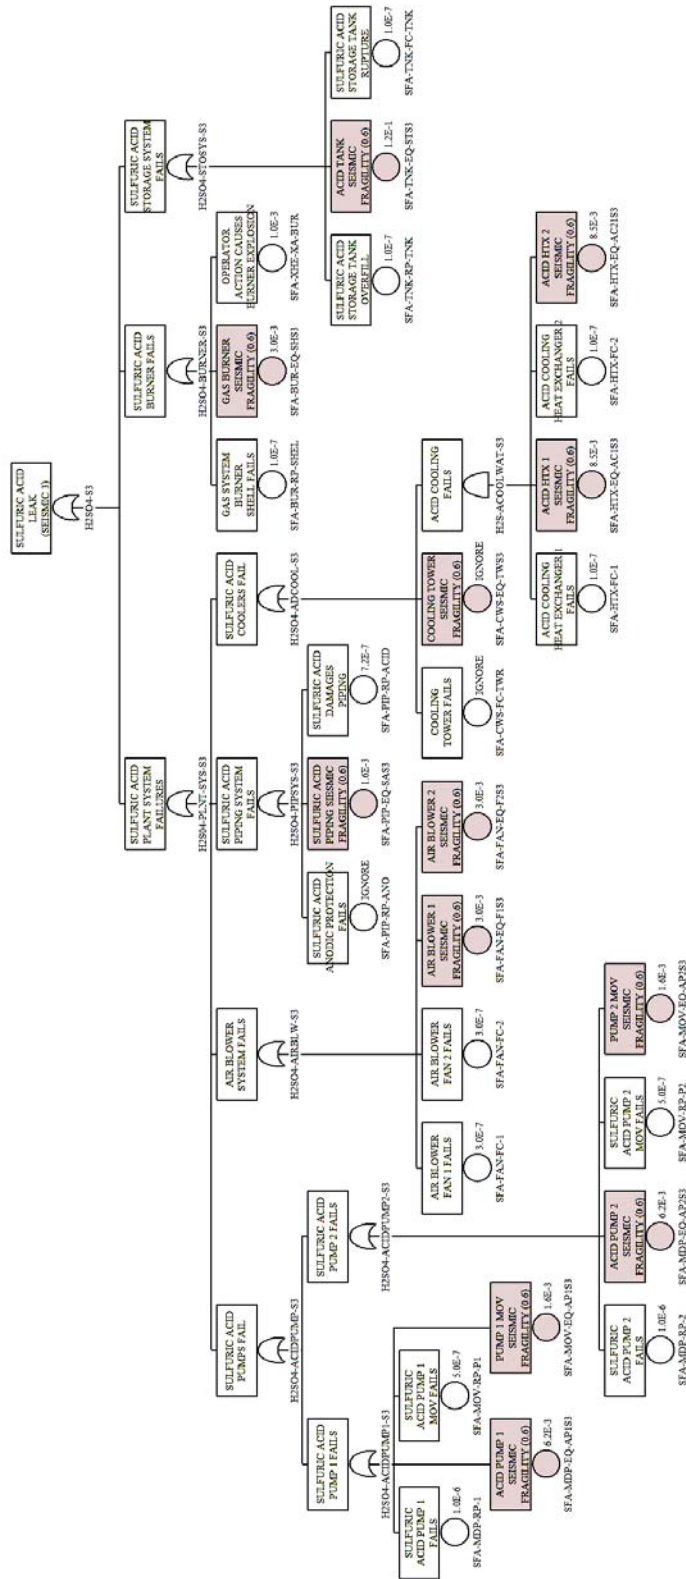 SULFURIC ACID
LEAK
(SEISMIC 3)
H2SO4-S3
SULFURIC ACID
PLANT SYSTEM
FAILURES
H2S04-PLNT-SYS-S3
SULFURIC ACID
BURNER FAILS
H2SO4-BURNER-S3
SULFURIC ACID
STORAGE SYSTEM
FAILS
H2SO4-STOSYS-S3
SULFURIC ACID
PUMPS FAIL
H2SO4-ACIDPUMP-S3
AIR BLOWER
SYSTEM FAILS
H2SO4-AIRBLW-S3
SULFURIC ACID
PIPING SYSTEM
FAILS
H2SO4-PIPSYS-S3
SULFURIC ACID
COOLERS FAIL
H2SO4-ADCOOL-S3
GAS SYSTEM
BURNER
SHELL FAILS
1.0E-7
SFA-BUR-RP-SHEL
GAS BURNER
SEISMIC
FRAGILITY (0.6)
3.0E-3
SFA-BUR-EQ-SHS3
OPERATOR
ACTION CAUSES
BURNER EXPLOSION
1.0E-3
SFA-XHE-XA-BUR
SULFURIC ACID
PUMP 1 FAILS
H2SO4-ACIDPUMP1-S3
SULFURIC ACID
PUMP 2 FAILS
H2SO4-ACIDPUMP2-S3
SULFURIC ACID
ANODIC PROTECTION
FAILS
IGNORE
SFA-PIP-RP-ANO
SULFURIC ACID
PIPING SIESMIC
FRAGILITY (0.6)
1.6E-3
SFA-PIP-EQ-SAS3
SULFURIC ACID
DAMAGES
PIPING
7.2E-7
SFA-PIP-RP-ACID
SULFURIC ACID
STORAGE TANK
OVERFILL
1.0E-7
SFA-TNK-RP-TNK
ACID TANK
SEISMIC
FRAGILITY (0.6)
1.2E-1
SFA-TNK-EQ-STS3
SULFURIC ACID
STORAGE TANK
RUPTURE
1.0E-7
SFA-TNK-FC-TNK
SULFURIC
ACID PUMP 1
FAILS
1.0E-6
SFA-MDP-RP-1
SULFURIC
ACID PUMP 1
MOV FAILS
5.0E-7
SFA-MOV-RP-P1
AIR BLOWER
FAN 1 FAILS
3.0E-7
SFA-FAN-FC-1
AIR BLOWER
FAN 2 FAILS
3.0E-7
SFA-FAN-FC-2
AIR BLOWER 1
SEISMIC
FRAGILITY (0.6)
3.0E-3
SFA-FAN-EQ-F1S3
AIR BLOWER 2
SEISMIC
FRAGILITY (0.6)
3.0E-3
SFA-FAN-EQ-F2S3
COOLING
TOWER FAILS
IGNORE
SFA-CWS-FC-TWR
COOLING TOWER
SEISMIC
FRAGILITY (0.6)
IGNORE
SFA-CWS-EQ-TWS3
ACID COOLING
FAILS
H2S-ACOOLWAT-S3
ACID PUMP 1
SEISMIC
FRAGILITY (0.6)
6.2E-3
SFA-MDP-EQ-AP1S3
PUMP 1 MOV
SEISMIC
FRAGILITY (0.6)
1.6E-3
SFA-MOV-EQ-AP1S3
ACID COOLING
HEAT EXCHANGER 1
FAILS
1.0E-7
SFA-HTX-FC-1
ACID HTX 1
SEISMIC
FRAGILITY (0.6)
8.5E-3
SFA-HTX-EQ-AC1S3
ACID COOLING
HEAT EXCHANGER 2
FAILS
1.0E-7
SFA-HTX-FC-2
ACID HTX 2
SEISMIC
FRAGILITY (0.6)
8.5E-3
SFA-HTX-EQ-AC21S3
SULFURIC
ACID PUMP 2
FAILS
1.0E-6
SFA-MDP-RP-2
ACID PUMP 2
SEISMIC
FRAGILITY (0.6)
6.2E-3
SFA-MDP-EQ-AP2S3
SULFURIC
ACID PUMP 2
MOV FAILS
5.0E-7
SFA-MOV-RP-P2
PUMP 2 MOV
SEISMIC
FRAGILITY (0.6)
1.6E-3
SFA-MOV-EQ-AP2S3